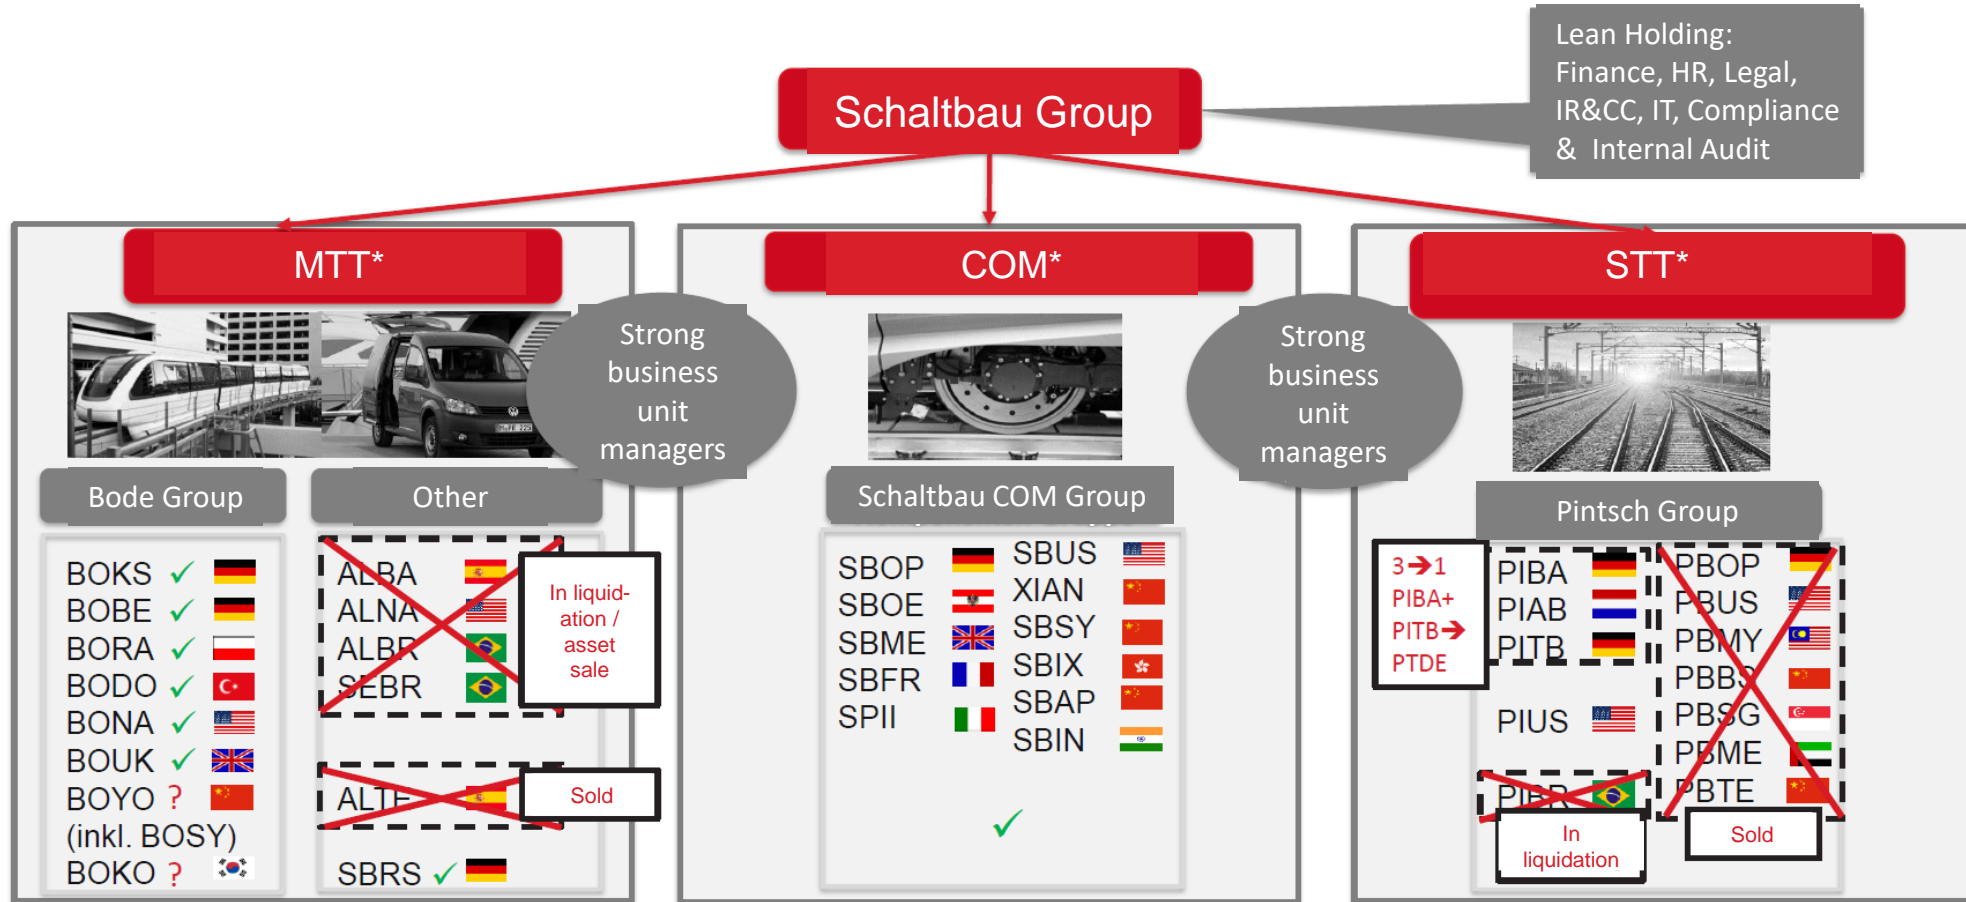 Lean Holding:
Finance, HR, Legal,
IR&CC, IT, Compliance
& Internal Audit
Schaltbau Group
MTT*
COM*
STT*
Strong
business
unit
managers
Strong
business
unit
managers
Bode Group
Other
Schaltbau COM Group
Pintsch Group
BOKS ✓
BOBE ✓
BORA ✓
BODO ✓
BONA ✓
BOUK ✓
BOYO ?
(inkl. BOSY)
BOKO ?
ALBA
ALNA
ALBR
SEBR
In liquid-
ation /
asset
sale
ALTE
Sold
SBRS ✓
SBOP
SBOE
SBME
SBFR
SPII
SBUS
XIAN
SBSY
SBIX
SBAP
SBIN
✓
3➔1
PIBA+
PITB➔
PTDE
PIBA
PIAB
PITB
PIUS
PIBR
In
liquidation
PBOP
PBUS
PBMY
PBBS
PBSG
PBME
PBTE
Sold